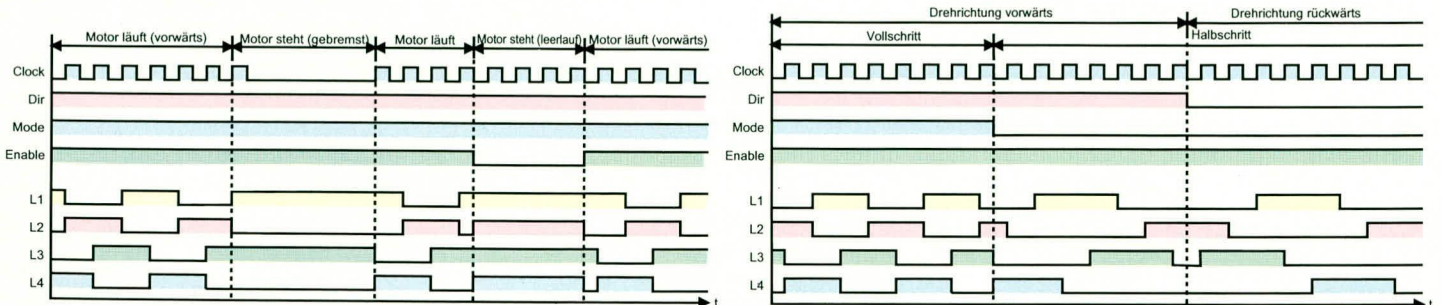 Motor läuft (vorwärts) Motor steht (gebremst) Motor läuft Motor steht (leerlauf) Motor läuft (vorwärts)
Clock
Dir
Mode
Enable
L1
L2
L3
L4
t
Drehrichtung vorwärts Drehrichtung rückwärts
Vollschritt Halbschritt
Clock
Dir
Mode
Enable
L1
L2
L3
L4
t